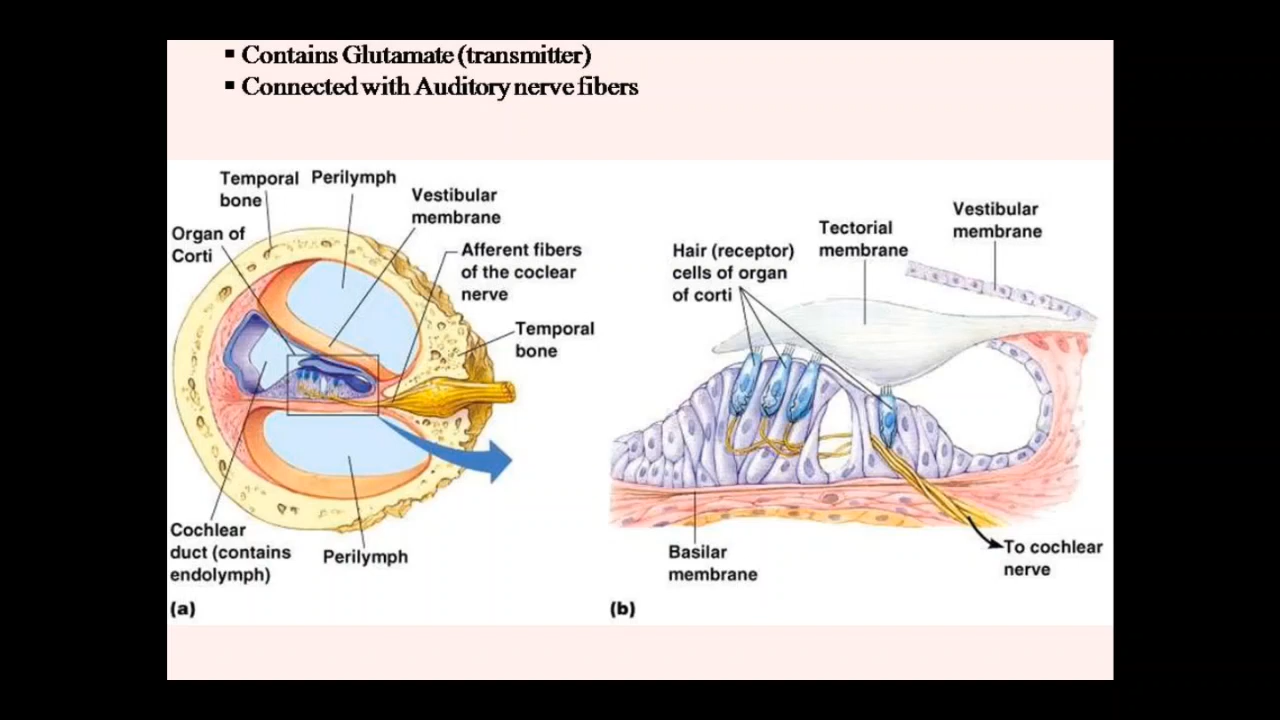 ▪ Contains Glutamate (transmitter)
▪ Connected with Auditory nerve fibers
Temporal
bone
Perilymph
Vestibular
membrane
Organ of
Corti
Afferent fibers
of the coclear
nerve
Temporal
bone
Cochlear
duct (contains
endolymph)
Perilymph
(a)
Hair (receptor)
cells of organ
of corti
Tectorial
membrane
Vestibular
membrane
Basilar
membrane
To cochlear
nerve
(b)